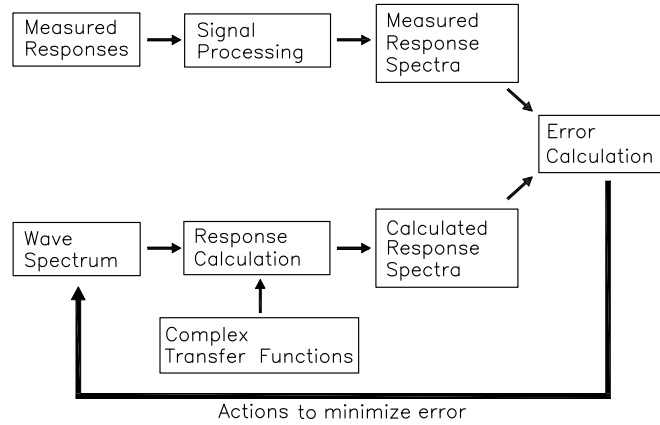 Measured
Responses
Signal
Processing
Measured
Response
Spectra
Error
Calculation
Wave
Spectrum
Response
Calculation
Calculated
Response
Spectra
Complex
Transfer Functions
Actions to minimize error